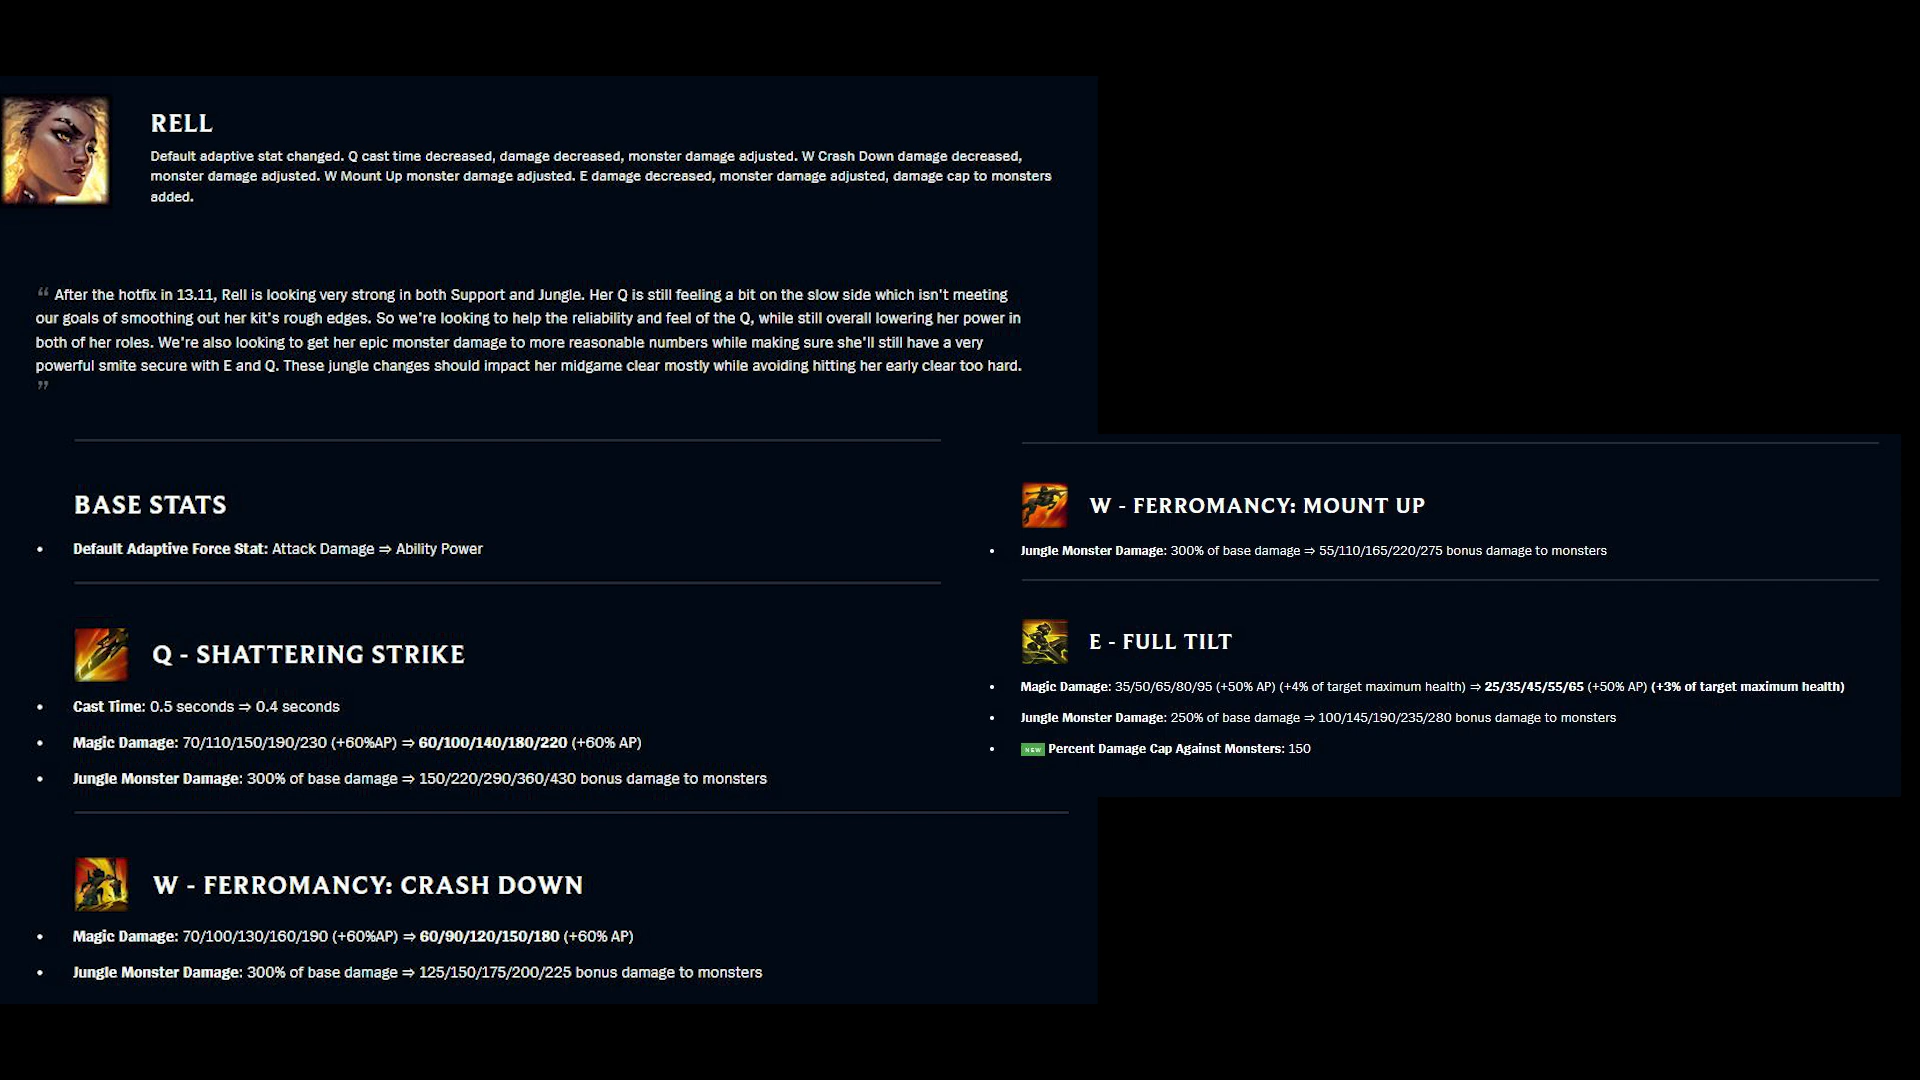 RELL
Default adaptive stat changed. Q cast time decreased, damage decreased, monster damage adjusted. W Crash Down damage decreased,
monster damage adjusted. W Mount Up monster damage adjusted. E damage decreased, monster damage adjusted, damage cap to monsters
added.
“ After the hotfix in 13.11, Rell is looking very strong in both Support and Jungle. Her Q is still feeling a bit on the slow side which isn't meeting
our goals of smoothing out her kit's rough edges. So we're looking to help the reliability and feel of the Q, while still overall lowering her power in
both of her roles. We're also looking to get her epic monster damage to more reasonable numbers while making sure she'll still have a very
powerful smite secure with E and Q. These jungle changes should impact her midgame clear mostly while avoiding hitting her early clear too hard.
”
BASE STATS
• Default Adaptive Force Stat: Attack Damage ⇒ Ability Power
Q - SHATTERING STRIKE
• Cast Time: 0.5 seconds ⇒ 0.4 seconds
• Magic Damage: 70/110/150/190/230 (+60%AP) ⇒ 60/100/140/180/220 (+60% AP)
• Jungle Monster Damage: 300% of base damage ⇒ 150/220/290/360/430 bonus damage to monsters
W - FERROMANCY: CRASH DOWN
• Magic Damage: 70/100/130/160/190 (+60%AP) ⇒ 60/90/120/150/180 (+60% AP)
• Jungle Monster Damage: 300% of base damage ⇒ 125/150/175/200/225 bonus damage to monsters
W - FERROMANCY: MOUNT UP
• Jungle Monster Damage: 300% of base damage ⇒ 55/110/165/220/275 bonus damage to monsters
E - FULL TILT
• Magic Damage: 35/50/65/80/95 (+50% AP) (+4% of target maximum health) ⇒ 25/35/45/55/65 (+50% AP) (+3% of target maximum health)
• Jungle Monster Damage: 250% of base damage ⇒ 100/145/190/235/280 bonus damage to monsters
• NEW Percent Damage Cap Against Monsters: 150